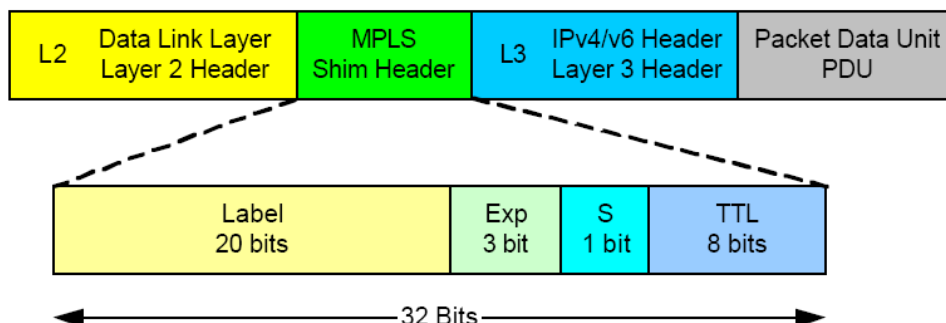 L2 Data Link Layer
Layer 2 Header
MPLS
Shim Header
L3 IPv4/v6 Header
Layer 3 Header
Packet Data Unit
PDU
Label
20 bits
Exp
3 bit
S
1 bit
TTL
8 bits
32 Bits